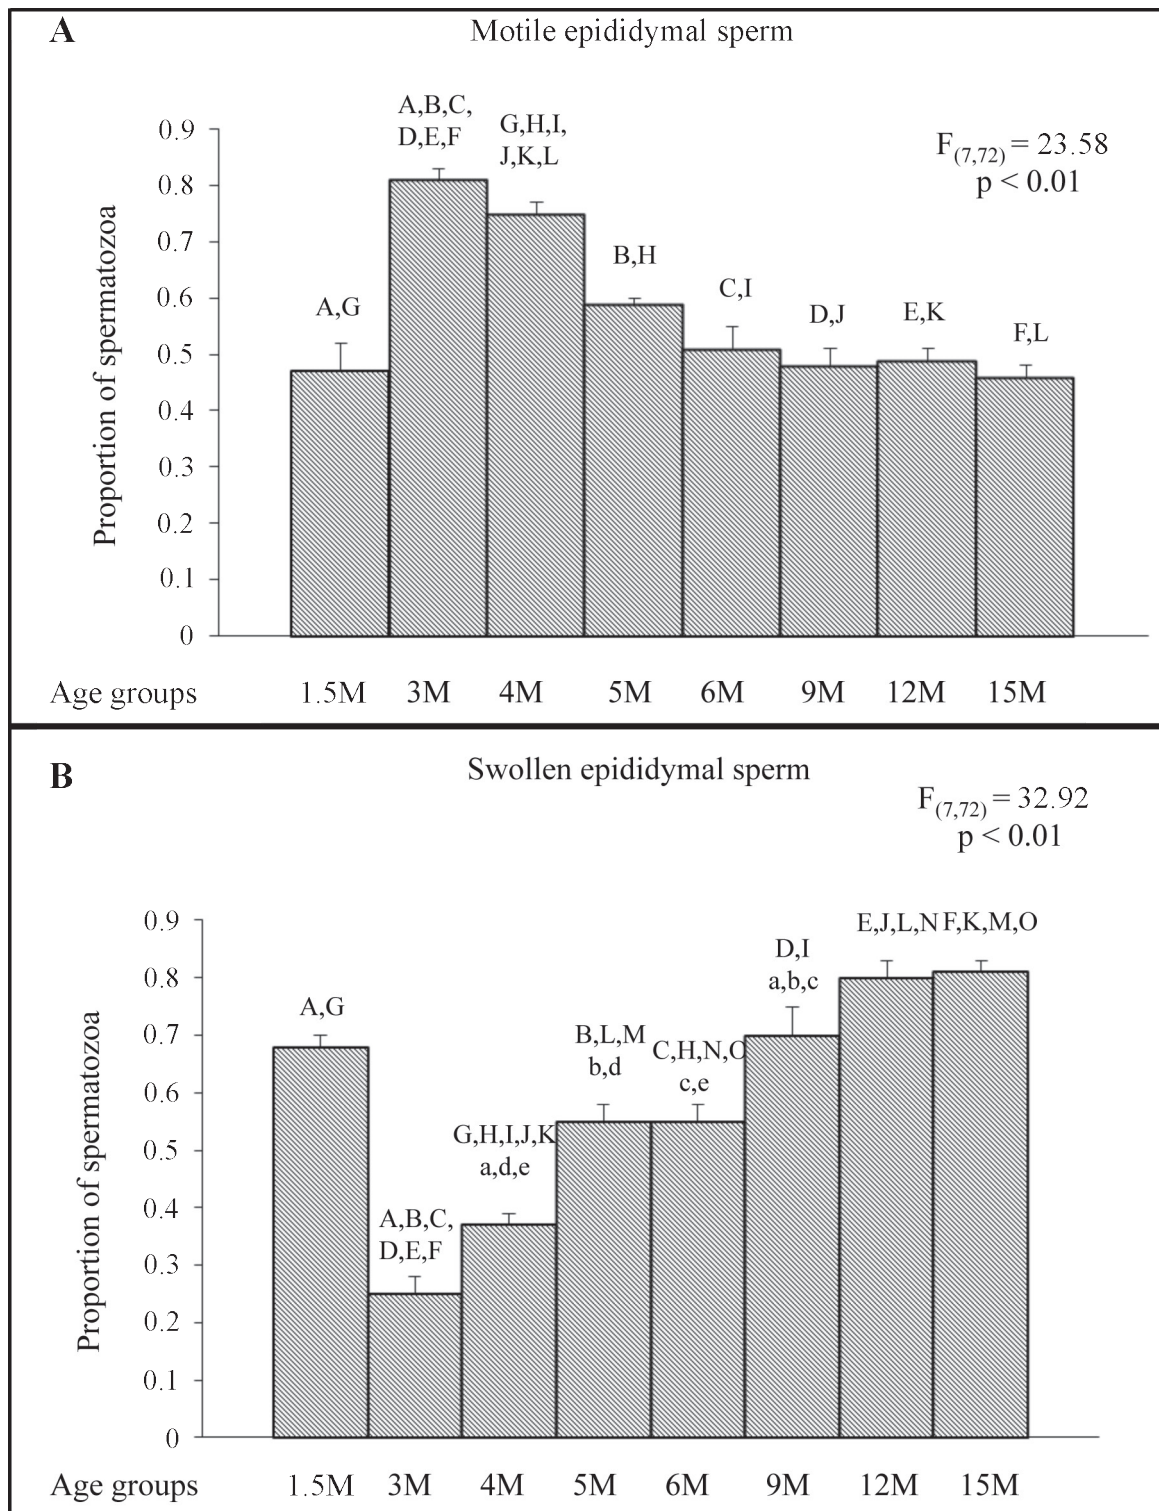 A
Motile epididymal sperm
A,B,C,
D,E,F
G,H,I,
J,K,L
F(7,72) = 23.58
p < 0.01
B,H
C,I
A,G
D,J
E,K
F,L
Proportion of spermatozoa
0.9
0.8
0.7
0.6
0.5
0.4
0.3
0.2
0.1
0
Age groups 1.5M 3M 4M 5M 6M 9M 12M 15M
B
Swollen epididymal sperm
F(7,72) = 32.92
p < 0.01
A,G
A,B,C,
D,E,F
G,H,I,J,K
a,d,e
B,L,M
b,d
C,H,N,O
c,e
D,I
a,b,c
E,J,L,N
F,K,M,O
Proportion of spermatozoa
0.9
0.8
0.7
0.6
0.5
0.4
0.3
0.2
0.1
0
Age groups 1.5M 3M 4M 5M 6M 9M 12M 15M